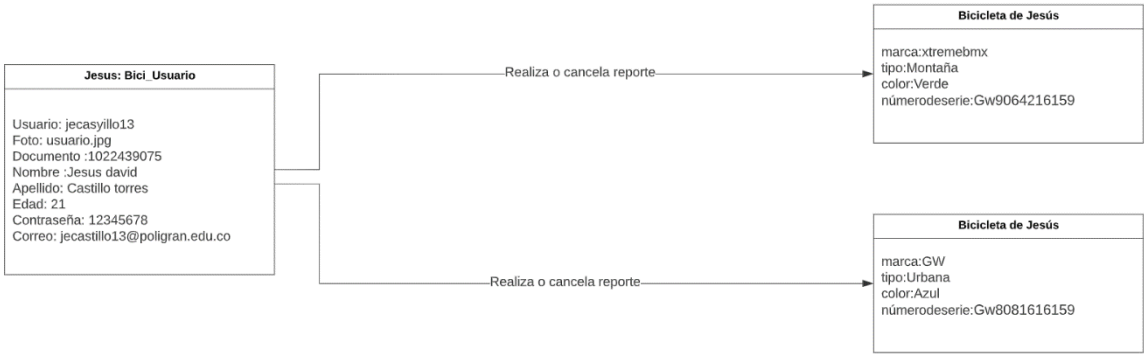 Jesus: Bici_Usuario
Usuario: jecasyillo13
Foto: usuario.jpg
Documento :1022439075
Nombre :Jesus david
Apellido: Castillo torres
Edad: 21
Contraseña: 12345678
Correo: jecastillo13@poligran.edu.co
Realiza o cancela reporte
Bicicleta de Jesús
marca:xtremebmx
tipo:Montaña
color:Verde
númerodeserie:Gw9064216159
Realiza o cancela reporte
Bicicleta de Jesús
marca:GW
tipo:Urbana
color:Azul
númerodeserie:Gw8081616159